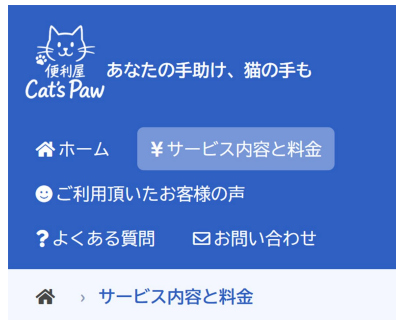 便利屋
Cat's Paw
あなたの手助け、猫の手も
ホーム
¥サービス内容と料金
ご利用頂いたお客様の声
?よくある質問
お問い合わせ
› サービス内容と料金